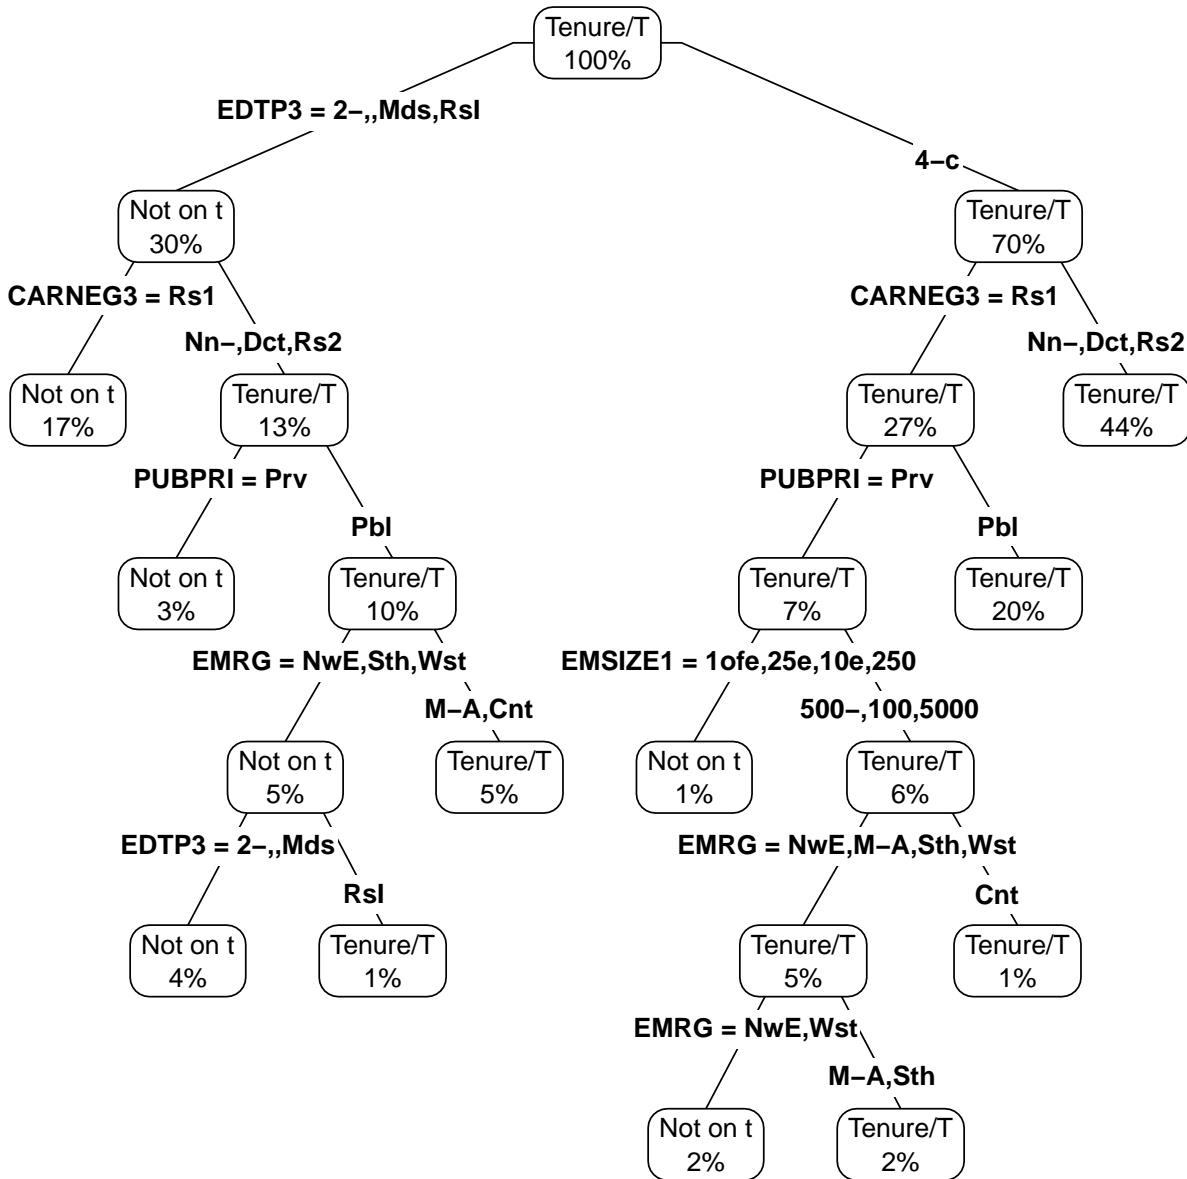 Tenure/T
100%
EDTP3 = 2−,,Mds,Rsl
4−c
Not on t
30%
Tenure/T
70%
CARNEG3 = Rs1
CARNEG3 = Rs1
Nn−,Dct,Rs2
Nn−,Dct,Rs2
Not on t
17%
Tenure/T
13%
Tenure/T
27%
Tenure/T
44%
PUBPRI = Prv
PUBPRI = Prv
Pbl
Pbl
Not on t
3%
Tenure/T
10%
Tenure/T
7%
Tenure/T
20%
EMRG = NwE,Sth,Wst
EMSIZE1 = 1ofe,25e,10e,250
M−A,Cnt
500−,100,5000
Not on t
5%
Tenure/T
5%
Not on t
1%
Tenure/T
6%
EDTP3 = 2−,,Mds
EMRG = NwE,M−A,Sth,Wst
Rsl
Cnt
Not on t
4%
Tenure/T
1%
Tenure/T
5%
Tenure/T
1%
EMRG = NwE,Wst
M−A,Sth
Not on t
2%
Tenure/T
2%